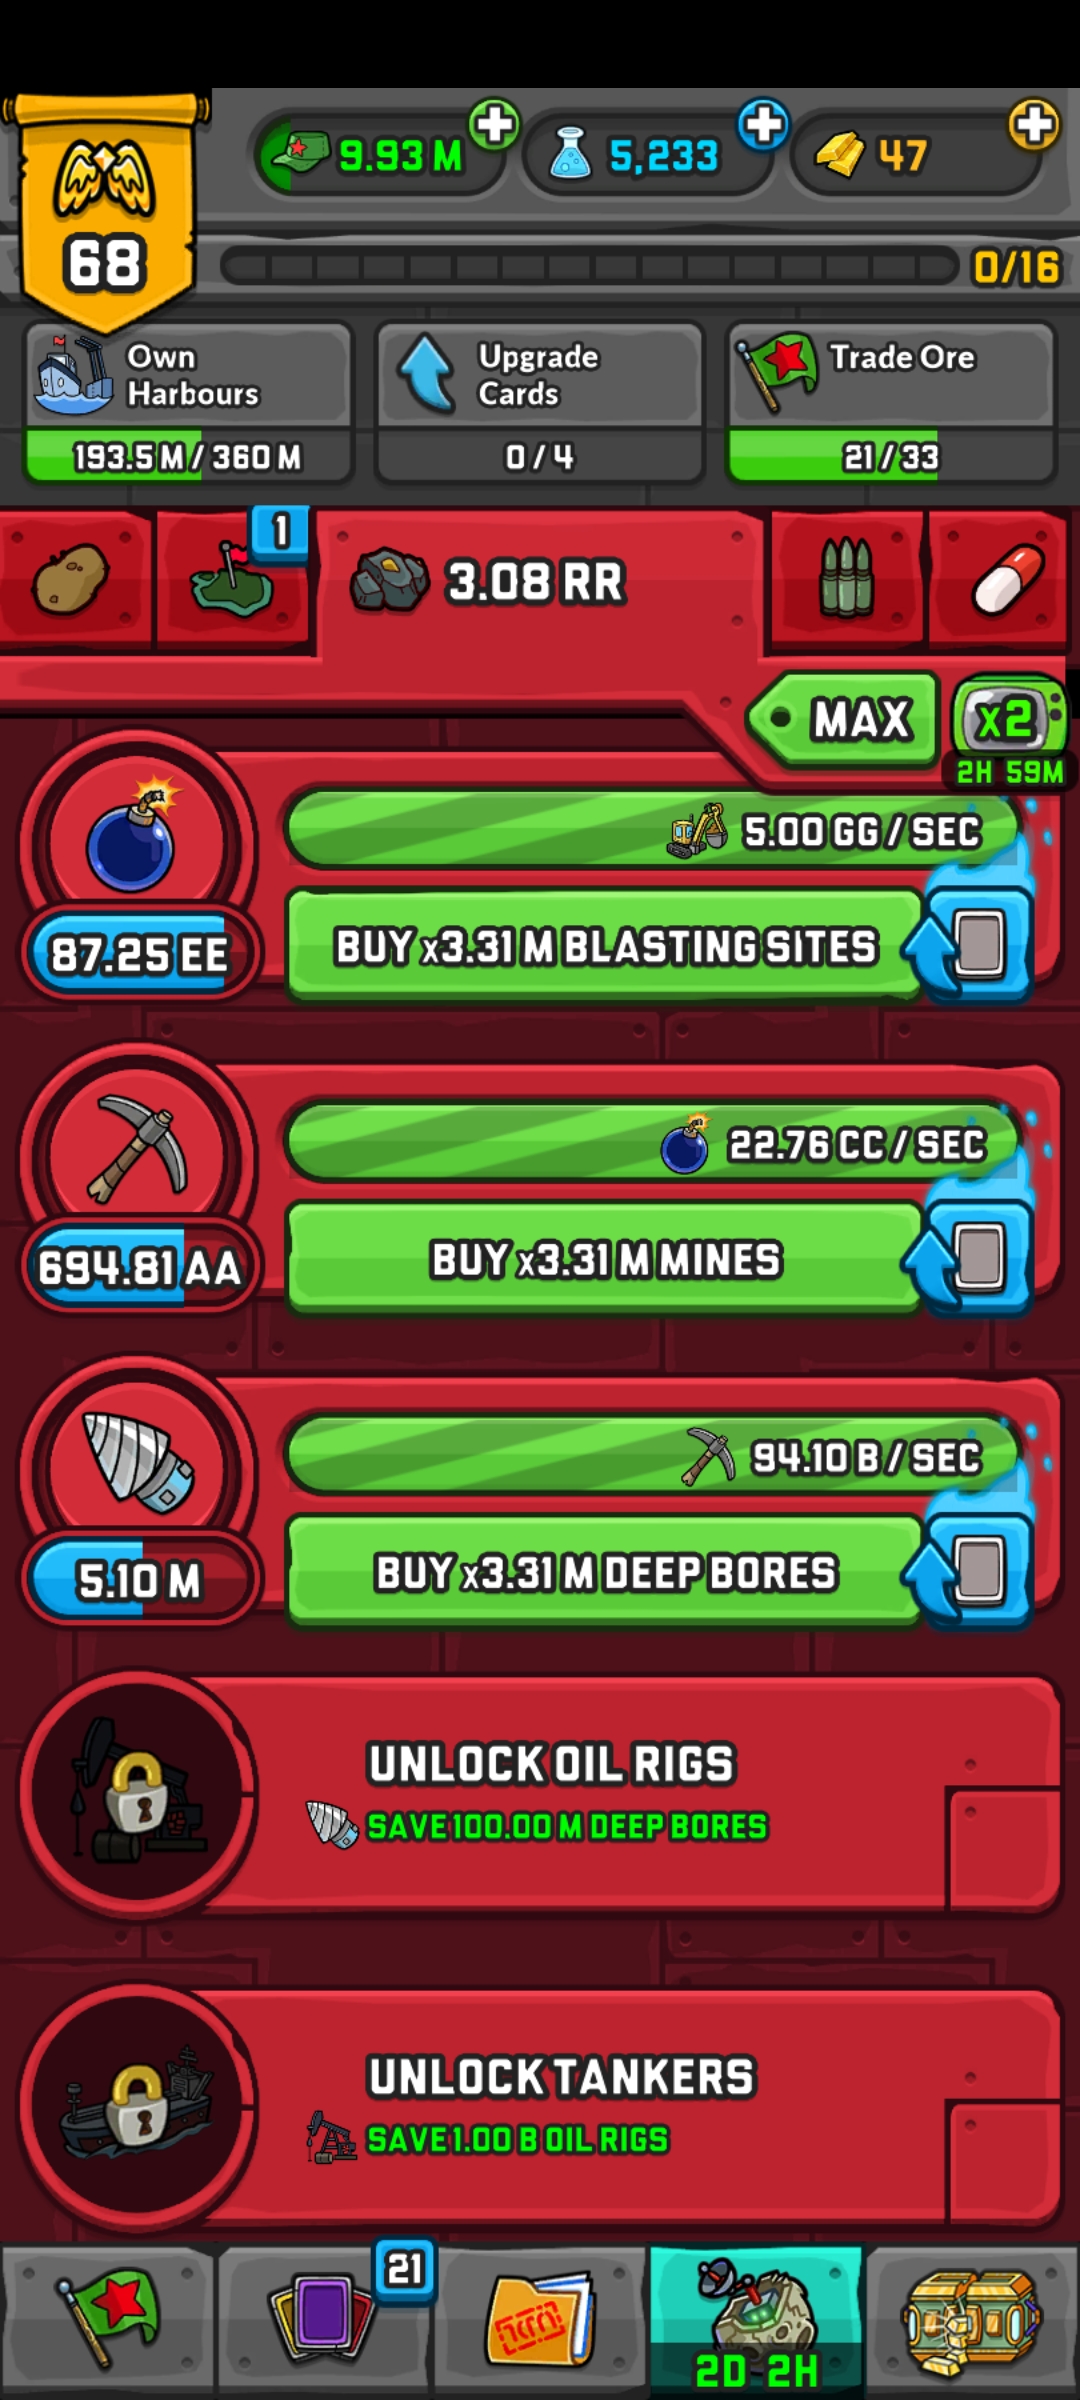 68
9.93 M
5,233
47
0/16
Own
Harbours
193.5 M / 360 M
Upgrade
Cards
0 / 4
Trade Ore
21 / 33
1
3.08 RR
MAX
x2
2H 59M
5.00 GG / SEC
87.25 EE
BUY x3.31 M BLASTING SITES
22.76 CC / SEC
694.81 AA
BUY x3.31 M MINES
94.10 B / SEC
5.10 M
BUY x3.31 M DEEP BORES
UNLOCK OIL RIGS
SAVE 100.00 M DEEP BORES
UNLOCK TANKERS
SAVE 1.00 B OIL RIGS
21
2D 2H